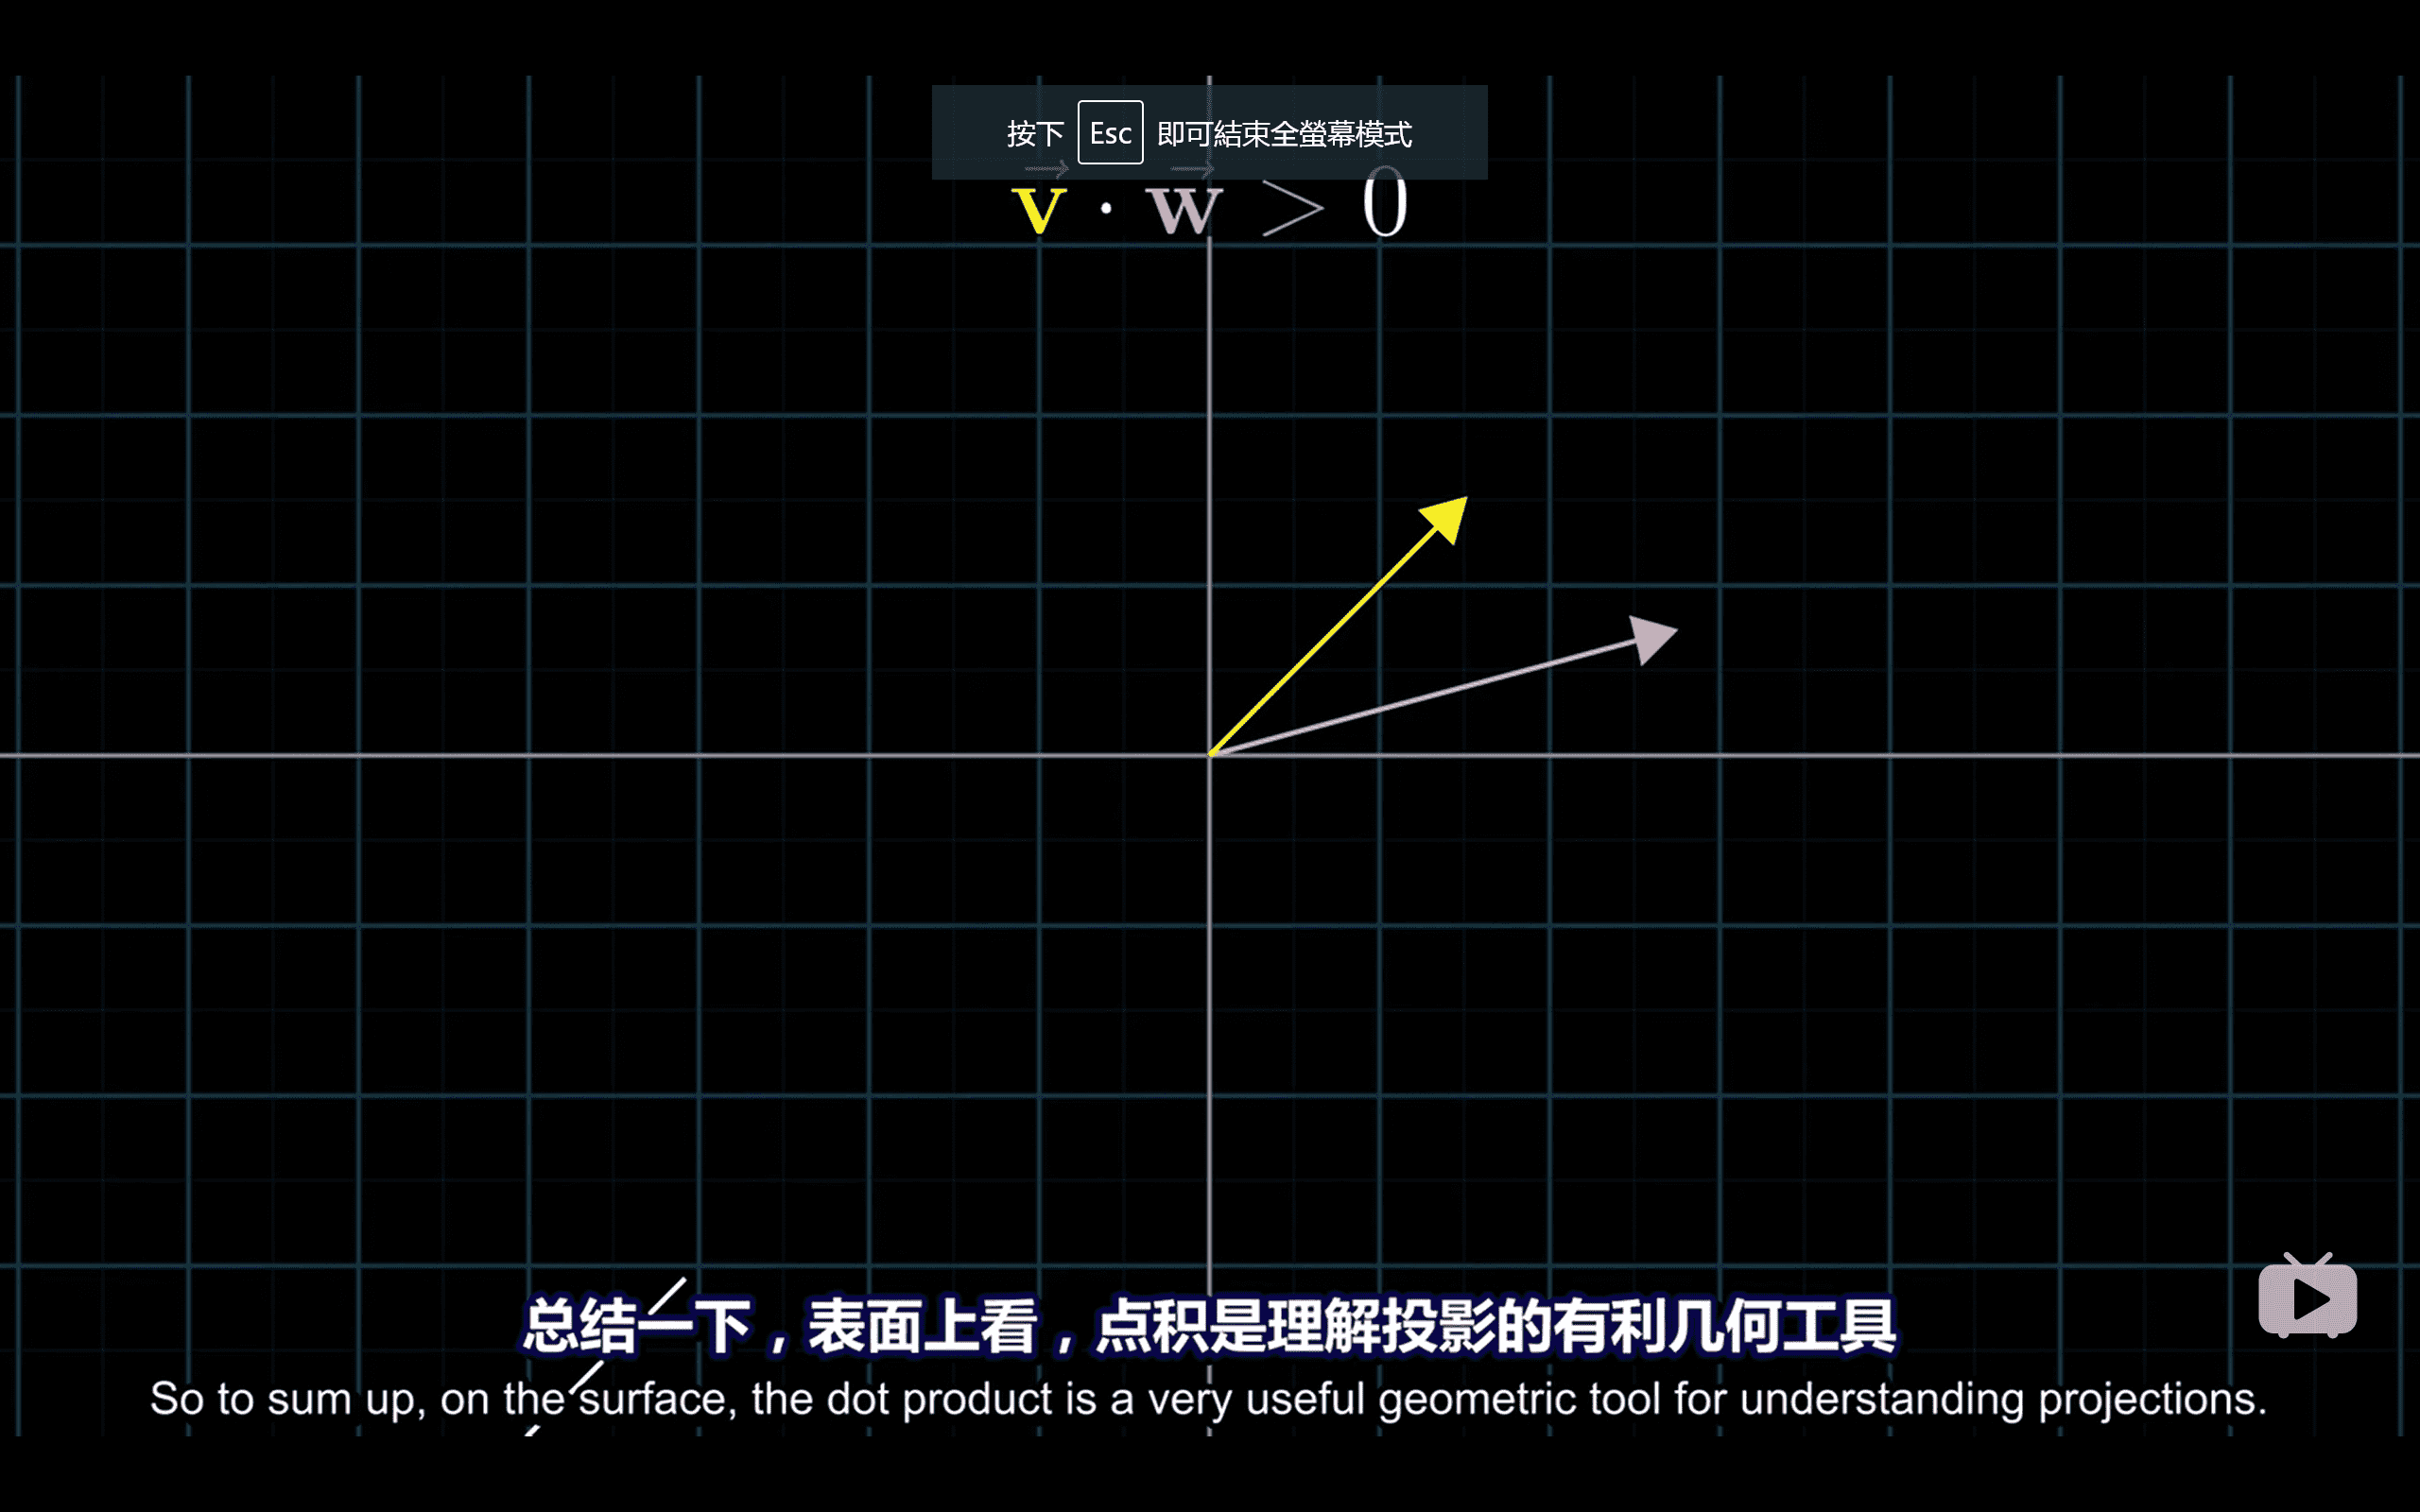 按下 Esc 即可結束全螢幕模式
v⃗ · w⃗ > 0
总结一下，表面上看，点积是理解投影的有利几何工具
So to sum up, on the surface, the dot product is a very useful geometric tool for understanding projections.